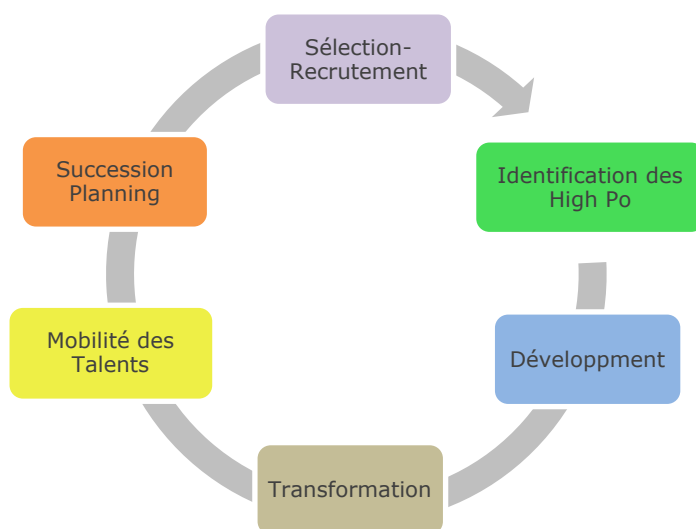 Sélection-
Recrutement
Identification des
High Po
Développment
Transformation
Mobilité des
Talents
Succession
Planning